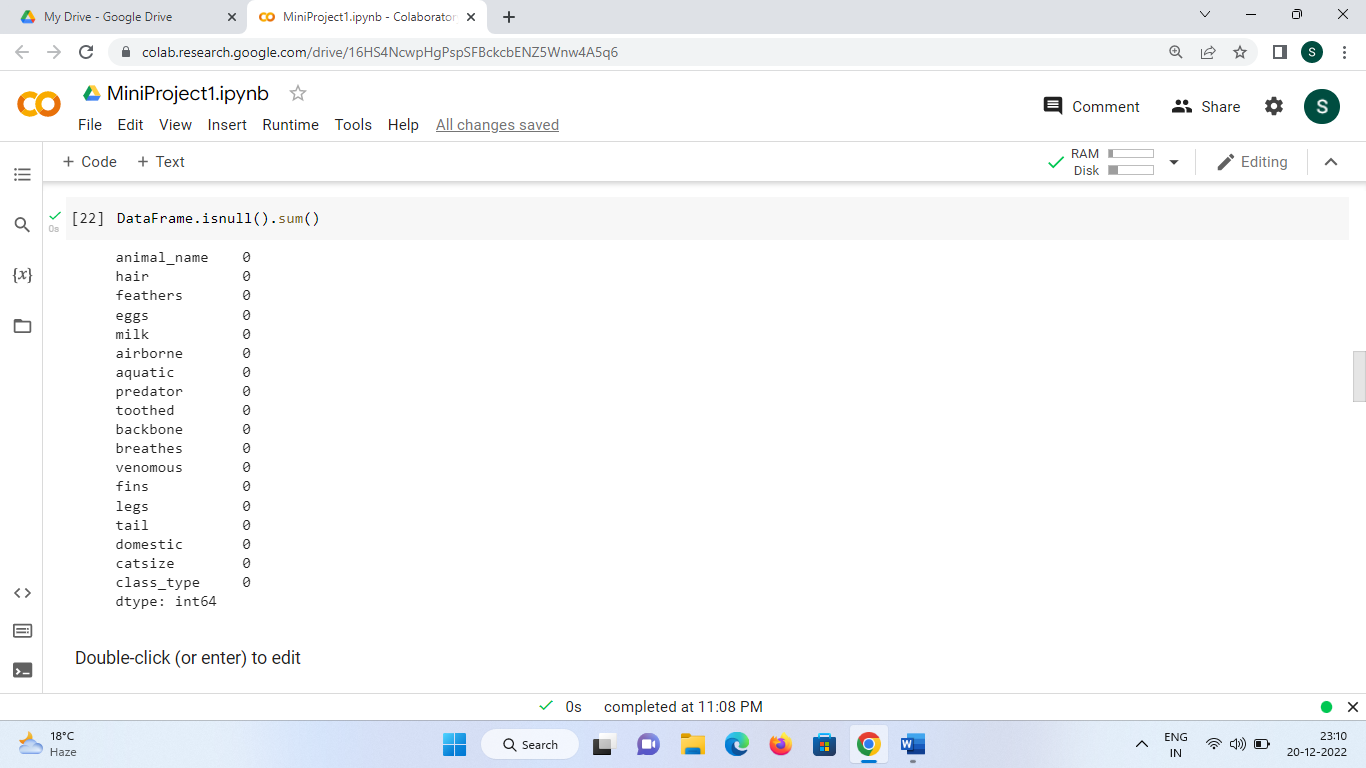 My Drive - Google Drive
MiniProject1.ipynb - Colaborator
colab.research.google.com/drive/16HS4NcwpHgPspSFBckcbENZ5Wnw4A5q6
S
MiniProject1.ipynb
Comment
Share
S
File Edit View Insert Runtime Tools Help All changes saved
+ Code + Text
RAM
Disk
Editing
0s
[22] DataFrame.isnull().sum()
animal_name 0
hair 0
feathers 0
eggs 0
milk 0
airborne 0
aquatic 0
predator 0
toothed 0
backbone 0
breathes 0
venomous 0
fins 0
legs 0
tail 0
domestic 0
catsize 0
class_type 0
dtype: int64
{x}
Double-click (or enter) to edit
0s completed at 11:08 PM
18°C
Haze
Search
W
ENG
IN
23:10
20-12-2022